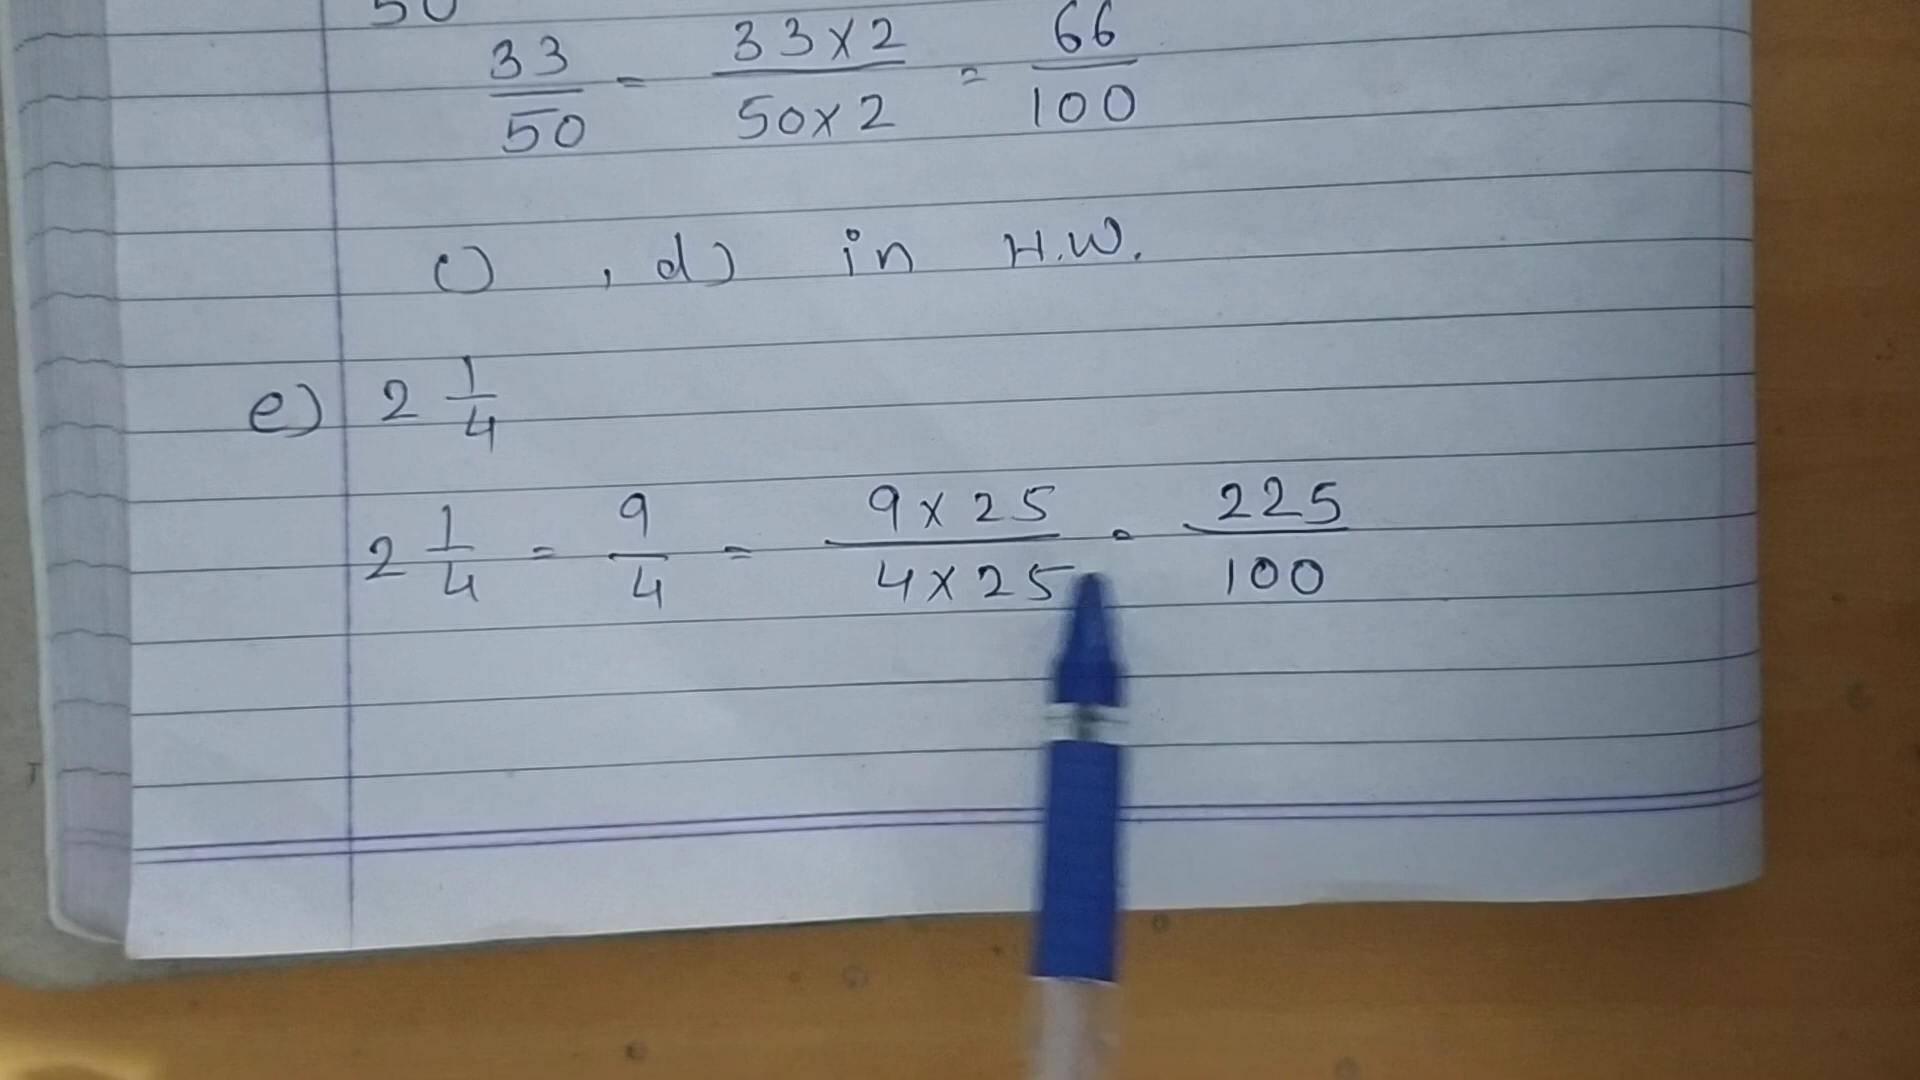 50
33/50 = 33×2/50×2 = 66/100
c) , d) in H.W.
e) 2 1/4
2 1/4 = 9/4 = 9×25/4×25 = 225/100